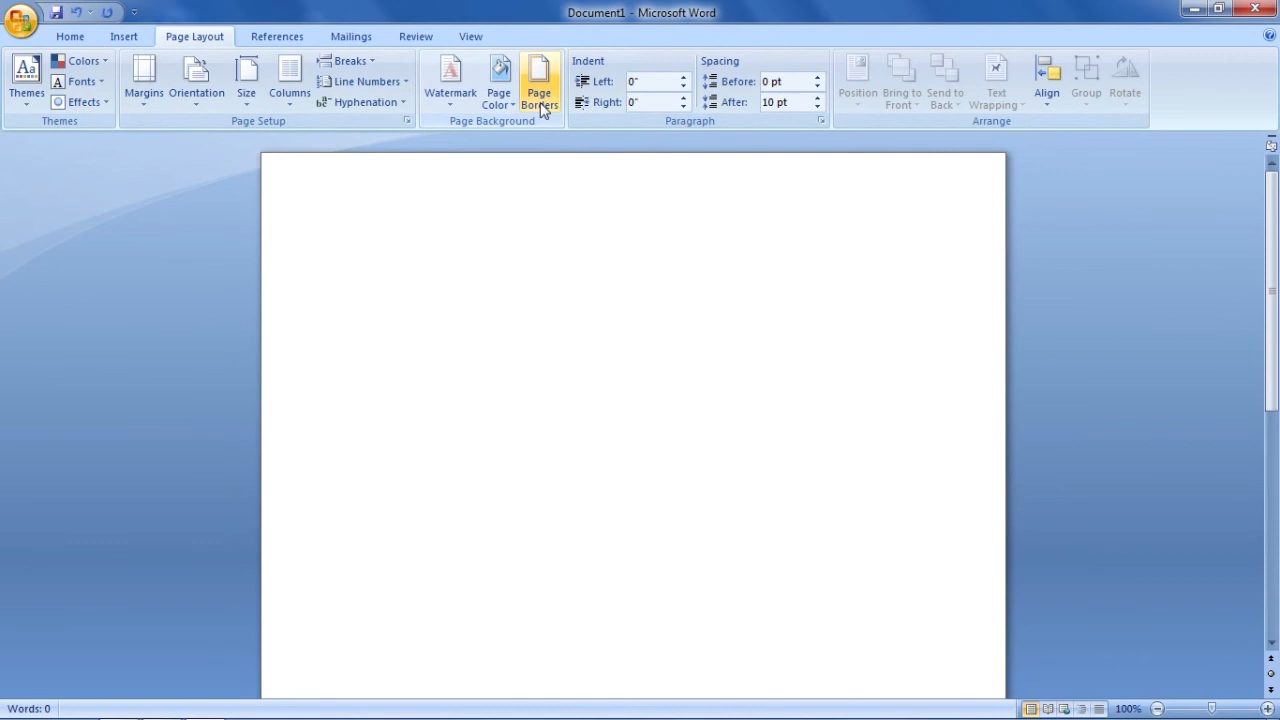 Document1 - Microsoft Word
Home Insert Page Layout References Mailings Review View
Aa Themes Colors Fonts Effects
Themes
Margins Orientation Size Columns Breaks Line Numbers Hyphenation
Page Setup
Watermark Page Color Page Borders
Page Background
Indent Spacing
Left: 0" Before: 0 pt
Right: 0" After: 10 pt
Paragraph
Position Bring to Front Send to Back Text Wrapping Align Group Rotate
Arrange
Words: 0 100%